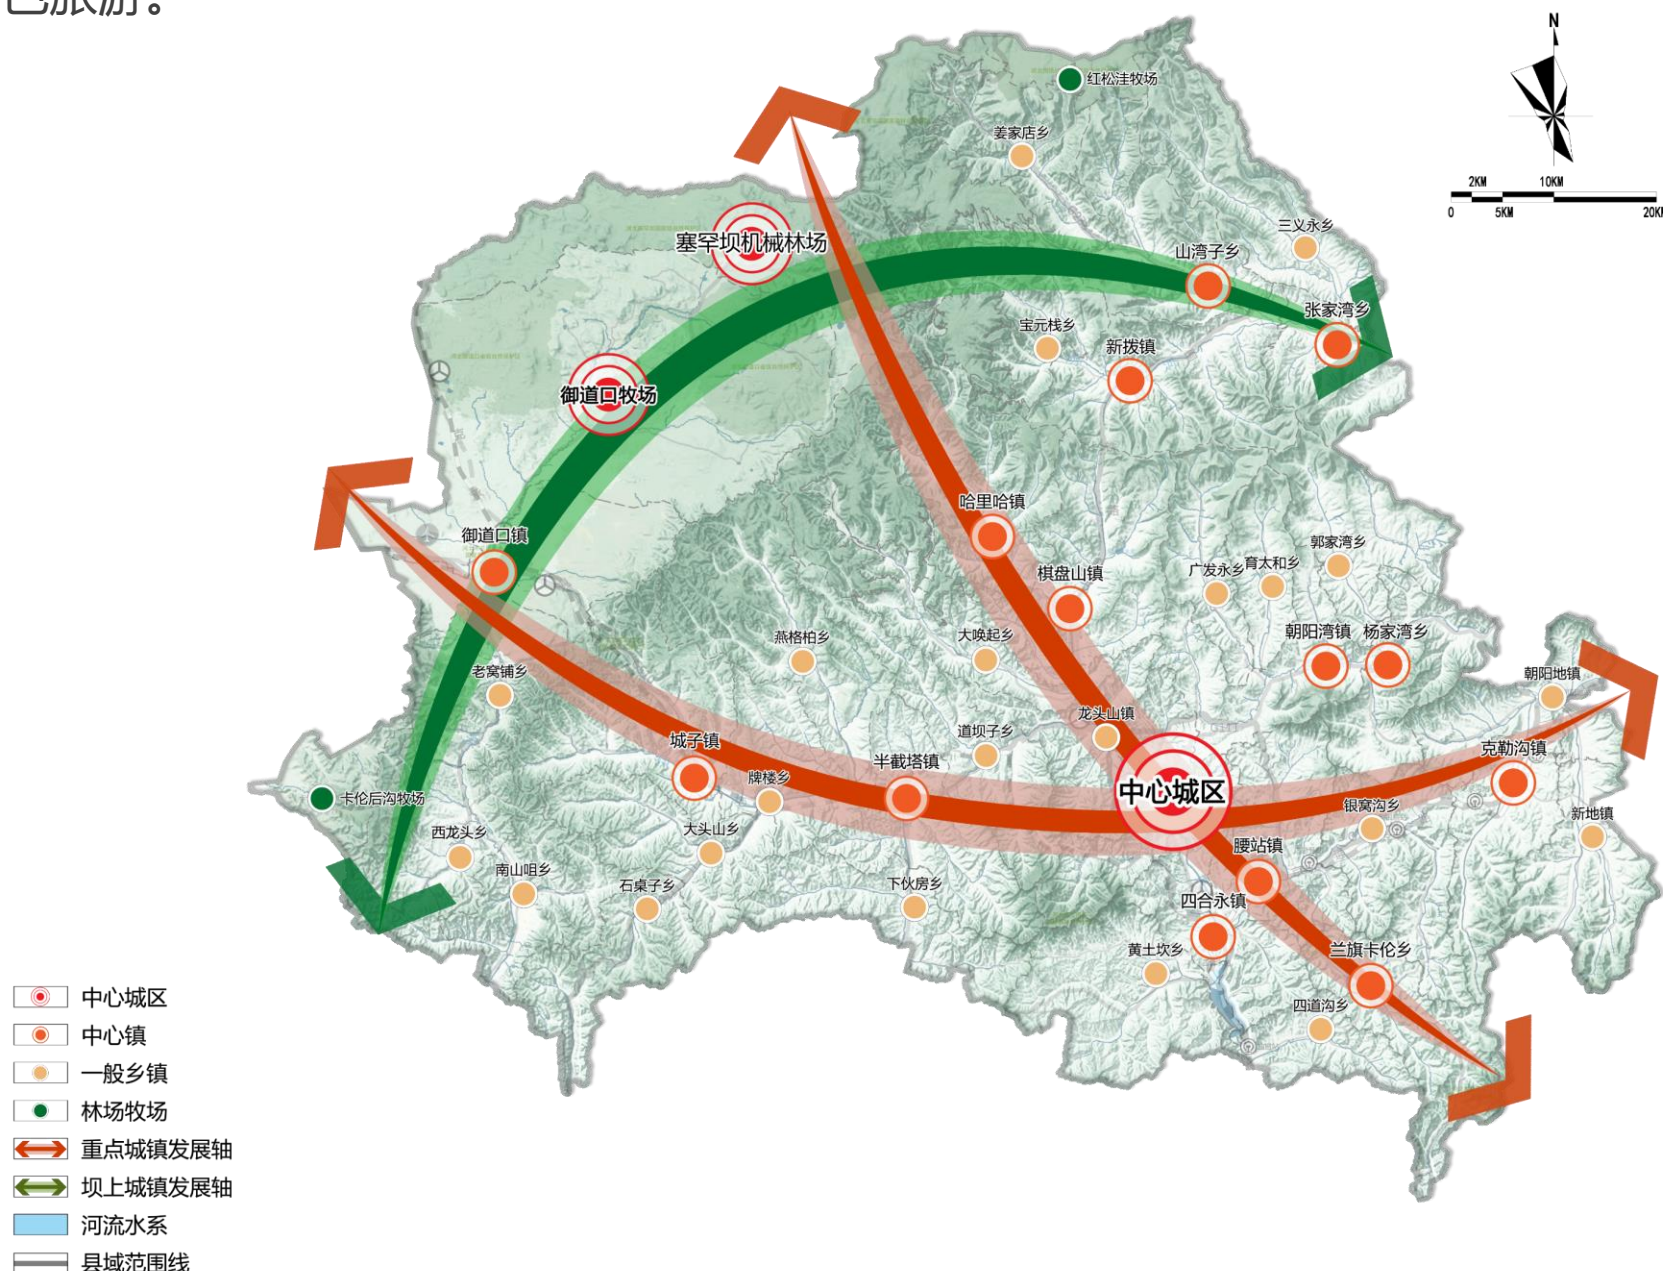 色旅游。
N
2KM
10KM
0
5KM
红松洼牧场
姜家店乡
三义永乡
塞罕坝机械林场
山湾子乡
张家湾乡
宝元栈乡
新拨镇
御道口牧场
哈里哈镇
御道口镇
郭家湾乡
棋盘山镇
广发永乡
育太和乡
燕格柏乡
大唤起乡
朝阳湾镇
杨家湾乡
老窝铺乡
朝阳地镇
龙头山镇
道坝子乡
城子镇
半截塔镇
克勒沟镇
牌楼乡
中心城区
卡伦后沟牧场
银窝沟乡
新地镇
西龙头乡
大头山乡
腰站镇
南山咀乡
石桌子乡
下伙房乡
四合永镇
黄土坎乡
兰旗卡伦乡
四道沟乡
中心城区
中心镇
一般乡镇
林场牧场
重点城镇发展轴
坝上城镇发展轴
河流水系
县域范围线